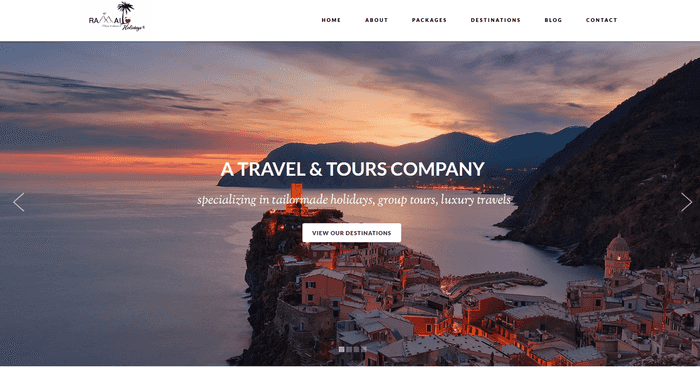 HOME ABOUT PACKAGES DESTINATIONS BLOG CONTACT
Holidays
A TRAVEL & TOURS COMPANY
specializing in tailormade holidays, group tours, luxury travels
VIEW OUR DESTINATIONS